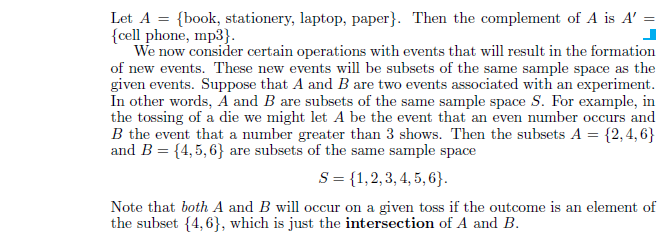 Let A = {book, stationery, laptop, paper}. Then the complement of A is A′ =
{cell phone, mp3}.
We now consider certain operations with events that will result in the formation
of new events. These new events will be subsets of the same sample space as the
given events. Suppose that A and B are two events associated with an experiment.
In other words, A and B are subsets of the same sample space S. For example, in
the tossing of a die we might let A be the event that an even number occurs and
B the event that a number greater than 3 shows. Then the subsets A = {2, 4, 6}
and B = {4, 5, 6} are subsets of the same sample space
S = {1, 2, 3, 4, 5, 6}.
Note that both A and B will occur on a given toss if the outcome is an element of
the subset {4, 6}, which is just the intersection of A and B.